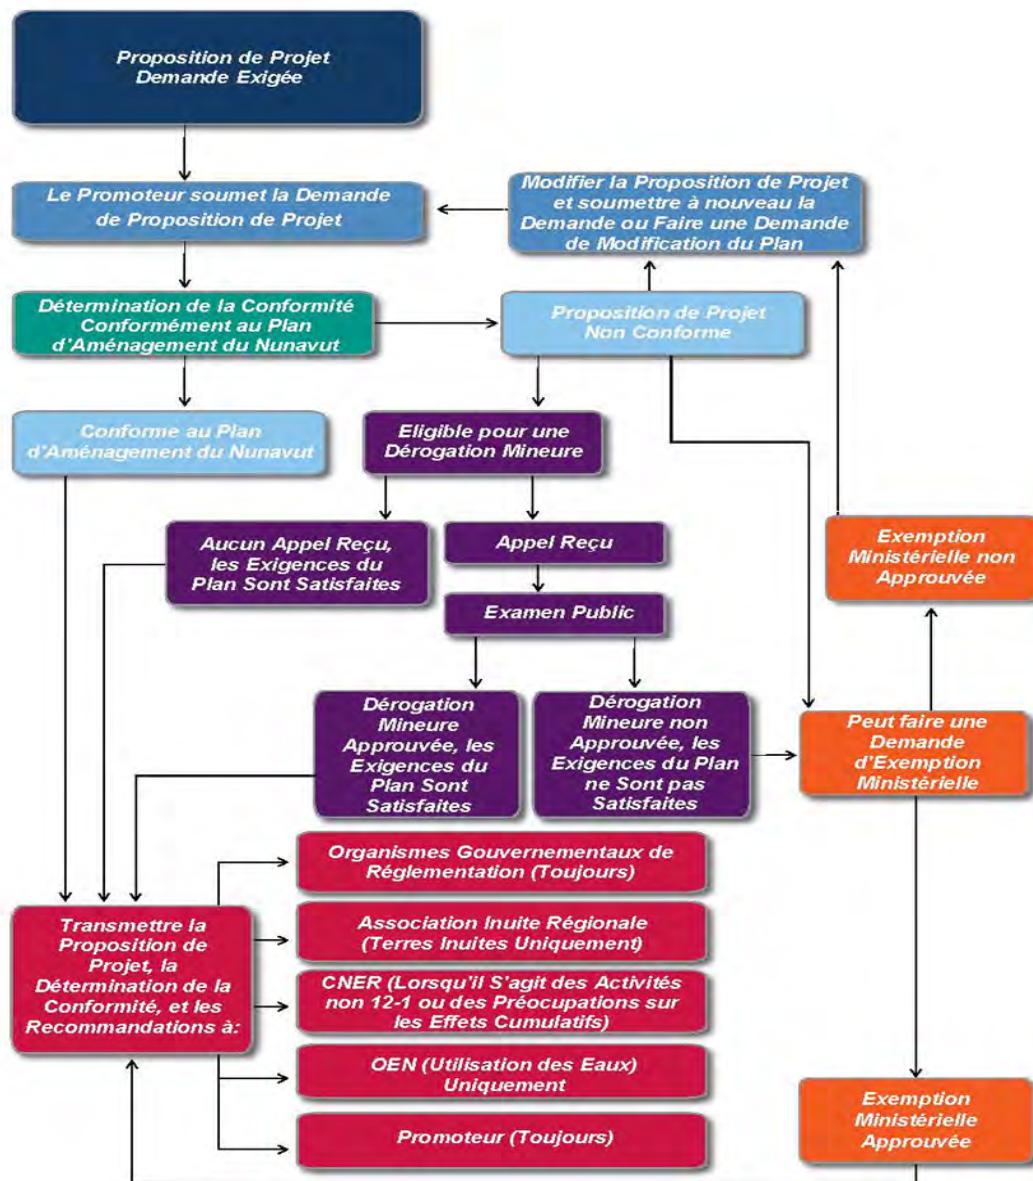 Proposition de Projet
Demande Exigée
Le Promoteur soumet la Demande
de Proposition de Projet
Modifier la Proposition de Projet
et soumettre à nouveau la
Demande ou Faire une Demande
de Modification du Plan
Détermination de la Conformité
Conformément au Plan
d'Aménagement du Nunavut
Proposition de Projet
Non Conforme
Conforme au Plan
d'Aménagement du Nunavut
Eligible pour une
Dérogation Mineure
Aucun Appel Reçu,
les Exigences du
Plan Sont Satisfaites
Appel Reçu
Exemption
Ministérielle non
Approuvée
Examen Public
Dérogation
Mineure
Approuvée, les
Exigences du
Plan Sont
Satisfaites
Dérogation
Mineure non
Approuvée, les
Exigences du Plan
ne Sont pas
Satisfaites
Peut faire une
Demande
d'Exemption
Ministérielle
Transmettre la
Proposition de
Projet, la
Détermination de la
Conformité, et les
Recommandations à:
Organismes Gouvernementaux de
Réglementation (Toujours)
Association Inuite Régionale
(Terres Inuites Uniquement)
CNER (Lorsqu'il S'agit des Activités
non 12-1 ou des Préocupations sur
les Effets Cumulatifs)
OEN (Utilisation des Eaux)
Uniquement
Promoteur (Toujours)
Exemption
Ministérielle
Approuvée